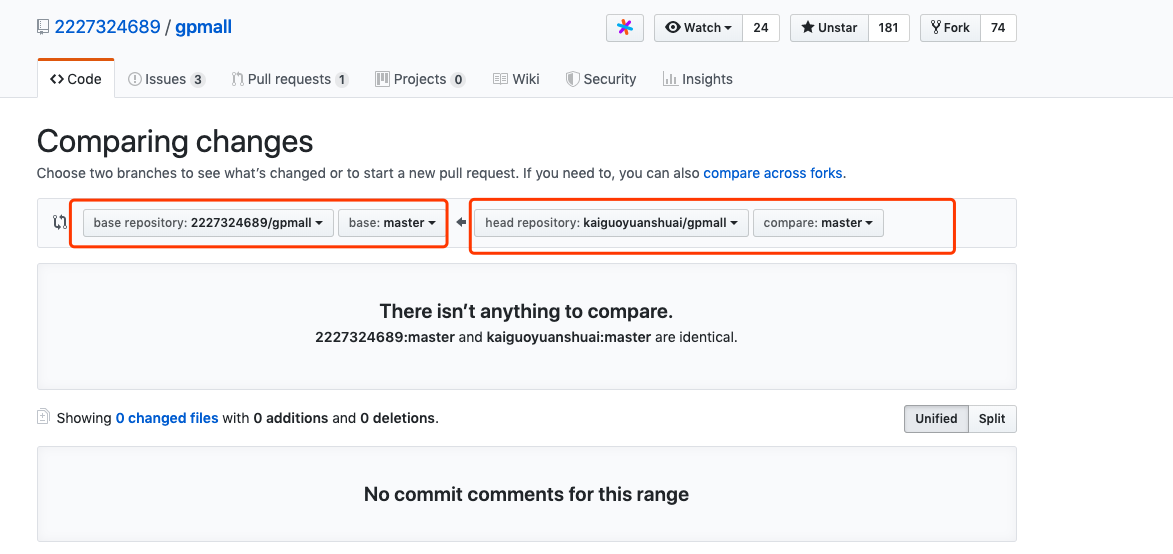 2227324689 / gpmall Watch 24 Unstar 181 Fork 74
Code Issues 3 Pull requests 1 Projects 0 Wiki Security Insights
Comparing changes
Choose two branches to see what’s changed or to start a new pull request. If you need to, you can also compare across forks.
base repository: 2227324689/gpmall base: master head repository: kaiguoyuanshuai/gpmall compare: master
There isn’t anything to compare.
2227324689:master and kaiguoyuanshuai:master are identical.
Showing 0 changed files with 0 additions and 0 deletions. Unified Split
No commit comments for this range